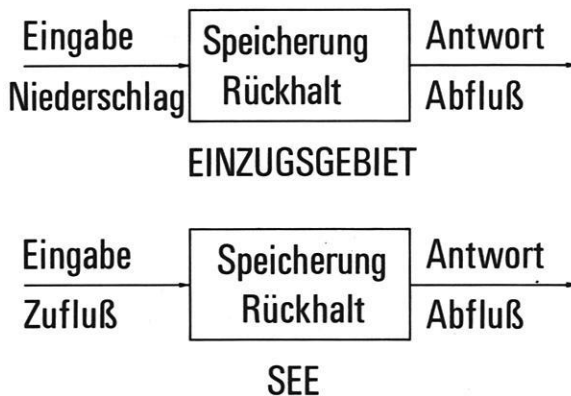 Eingabe
Niederschlag
Speicherung
Rückhalt
Antwort
Abfluß
EINZUGSGEBIET
Eingabe
Zufluß
Speicherung
Rückhalt
Antwort
Abfluß
SEE